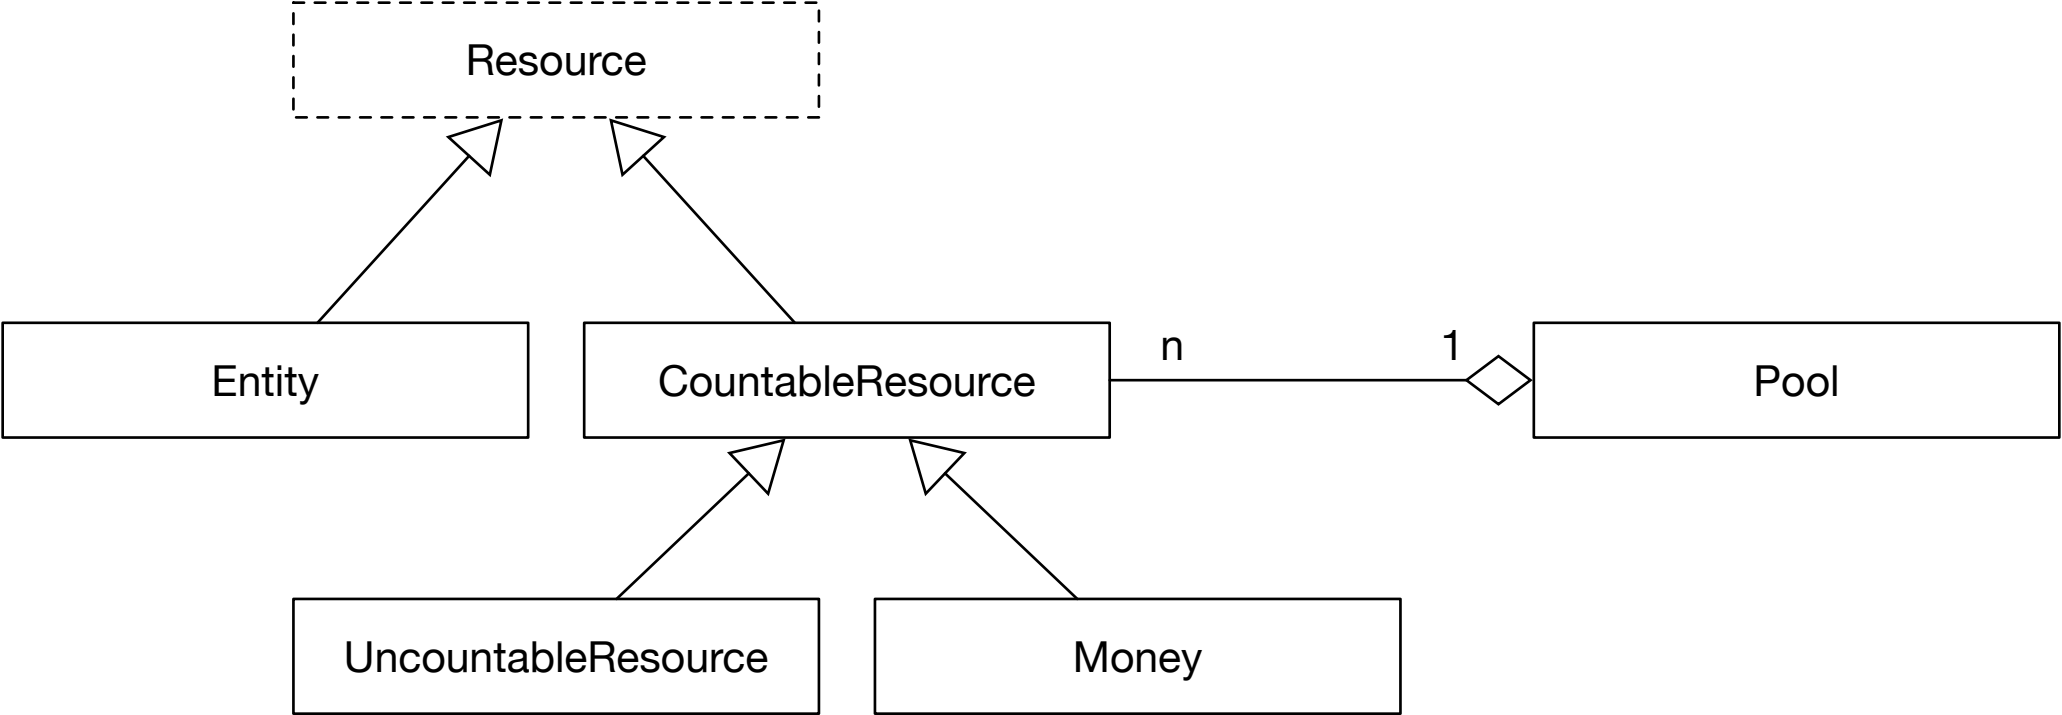 Resource
Entity
CountableResource
n
1
Pool
UncountableResource
Money